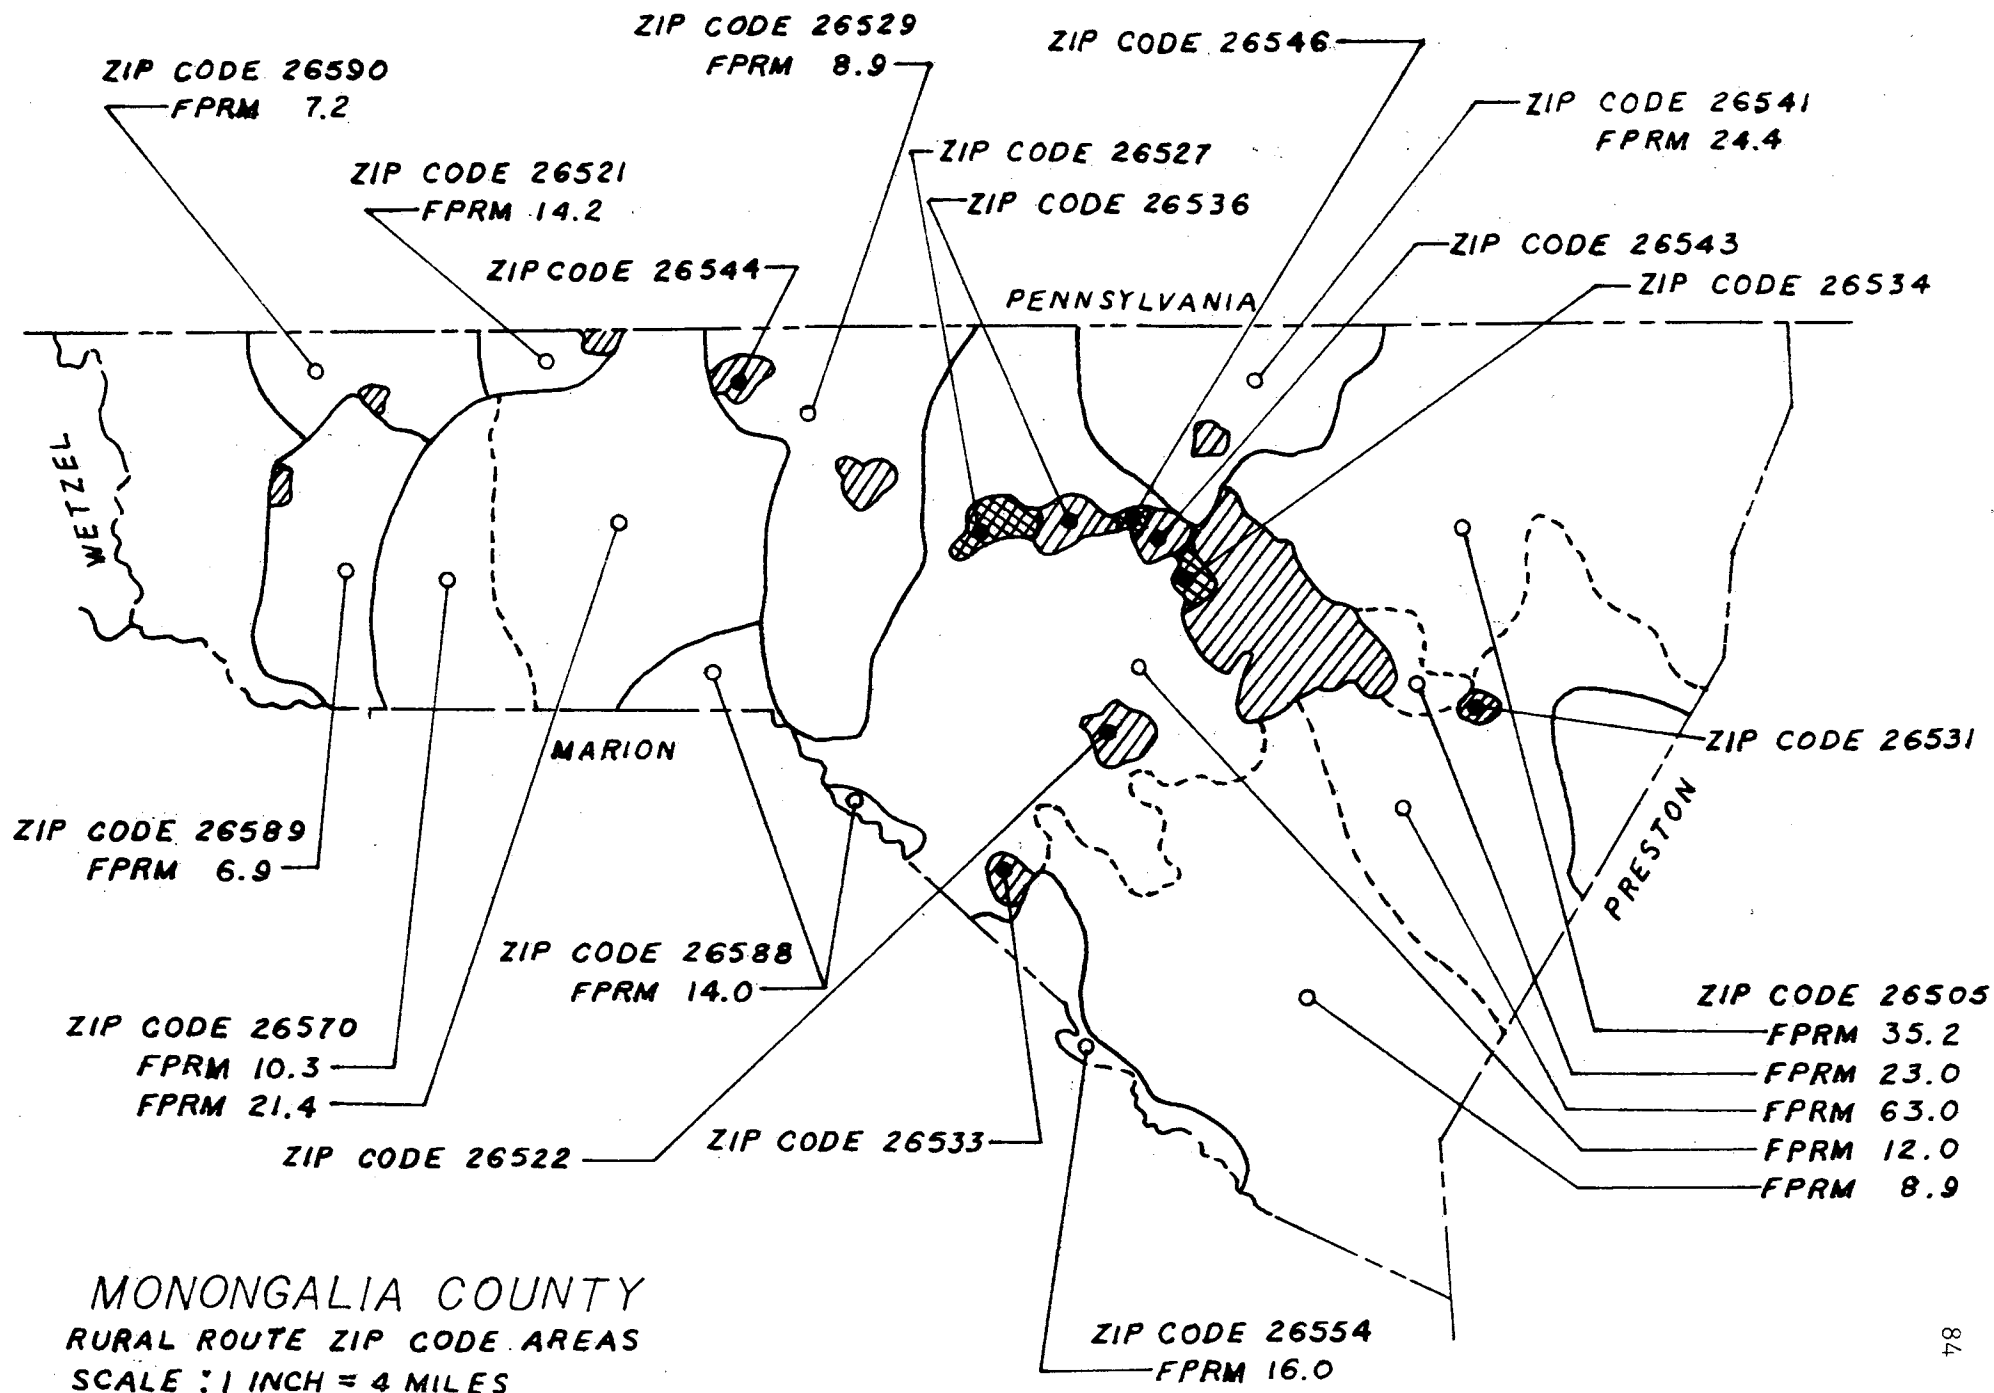 ZIP CODE 26529
FPRM 8.9
ZIP CODE 26546
ZIP CODE 26590
FPRM 7.2
ZIP CODE 26541
FPRM 24.4
ZIP CODE 26527
ZIP CODE 26521
FPRM 14.2
ZIP CODE 26536
ZIP CODE 26543
ZIP CODE 26544
ZIP CODE 26534
PENNSYLVANIA
WETZEL
MARION
ZIP CODE 26531
PRESTON
ZIP CODE 26589
FPRM 6.9
ZIP CODE 26588
FPRM 14.0
ZIP CODE 26505
FPRM 35.2
FPRM 23.0
FPRM 63.0
FPRM 12.0
FPRM 8.9
ZIP CODE 26570
FPRM 10.3
FPRM 21.4
ZIP CODE 26522
ZIP CODE 26533
ZIP CODE 26554
FPRM 16.0
MONONGALIA COUNTY
RURAL ROUTE ZIP CODE AREAS
SCALE : 1 INCH = 4 MILES
84